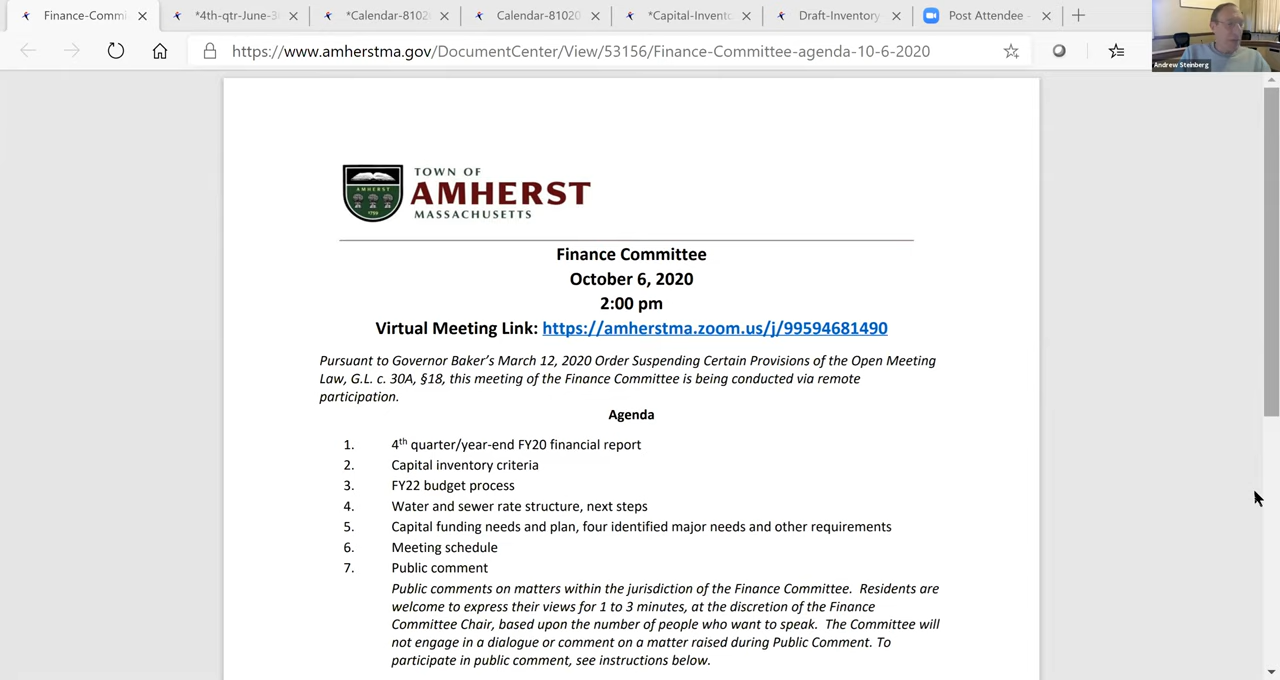 Finance-Commi
*4th-qtr-June-3
*Calendar-8102
Calendar-81020
*Capital-Invento
Draft-Inventory
Post Attendee -
https://www.amherstma.gov/DocumentCenter/View/53156/Finance-Committee-agenda-10-6-2020
Andrew Steinberg
AMHERST
1759
TOWN OF
AMHERST
MASSACHUSETTS
Finance Committee
October 6, 2020
2:00 pm
Virtual Meeting Link: https://amherstma.zoom.us/j/99594681490
Pursuant to Governor Baker's March 12, 2020 Order Suspending Certain Provisions of the Open Meeting
Law, G.L. c. 30A, §18, this meeting of the Finance Committee is being conducted via remote
participation.
Agenda
1. 4th quarter/year-end FY20 financial report
2. Capital inventory criteria
3. FY22 budget process
4. Water and sewer rate structure, next steps
5. Capital funding needs and plan, four identified major needs and other requirements
6. Meeting schedule
7. Public comment
Public comments on matters within the jurisdiction of the Finance Committee. Residents are
welcome to express their views for 1 to 3 minutes, at the discretion of the Finance
Committee Chair, based upon the number of people who want to speak. The Committee will
not engage in a dialogue or comment on a matter raised during Public Comment. To
participate in public comment, see instructions below.